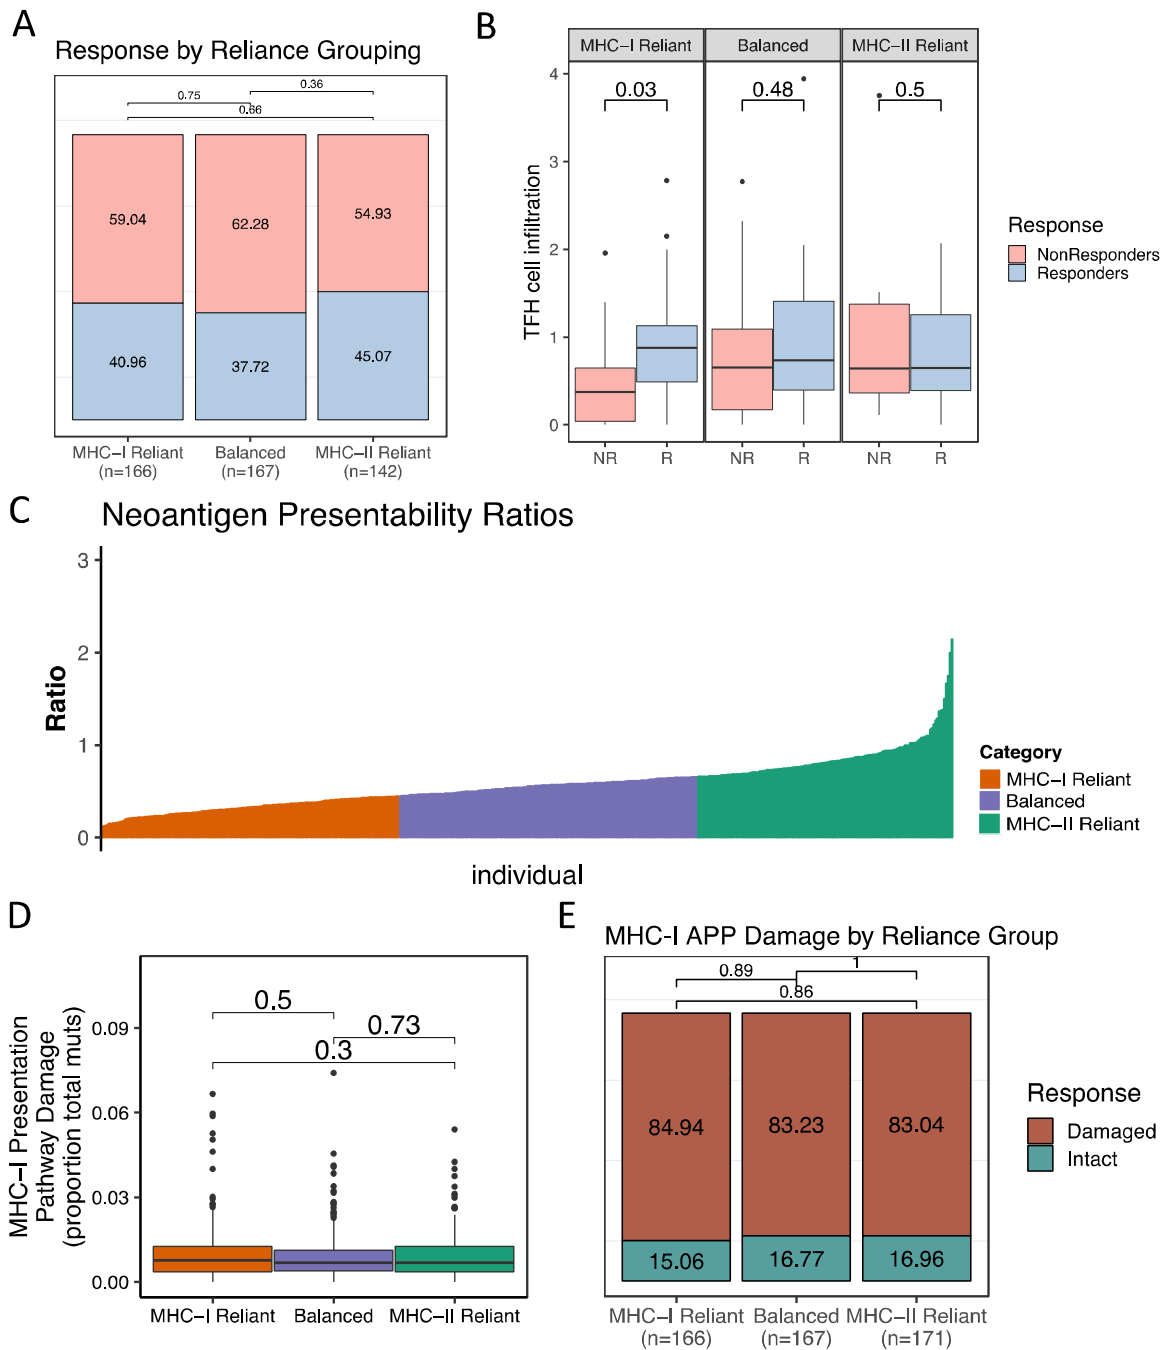 A
Response by Reliance Grouping
0.36
0.75
0.66
59.04
62.28
54.93
40.96
37.72
45.07
MHC−I Reliant
(n=166)
Balanced
(n=167)
MHC−II Reliant
(n=142)
B
MHC−I Reliant
Balanced
MHC−II Reliant
TFH cell infiltration
4
3
2
1
0
0.03
0.48
0.5
NR
R
NR
R
NR
R
Response
NonResponders
Responders
C
Neoantigen Presentability Ratios
Ratio
3
2
1
0
individual
Category
MHC−I Reliant
Balanced
MHC−II Reliant
D
MHC−I Presentation
Pathway Damage
(proportion total muts)
0.09
0.06
0.03
0.00
0.5
0.73
0.3
MHC−I Reliant
Balanced
MHC−II Reliant
E
MHC-I APP Damage by Reliance Group
1
0.89
0.86
84.94
83.23
83.04
15.06
16.77
16.96
MHC−I Reliant
(n=166)
Balanced
(n=167)
MHC−II Reliant
(n=171)
Response
Damaged
Intact